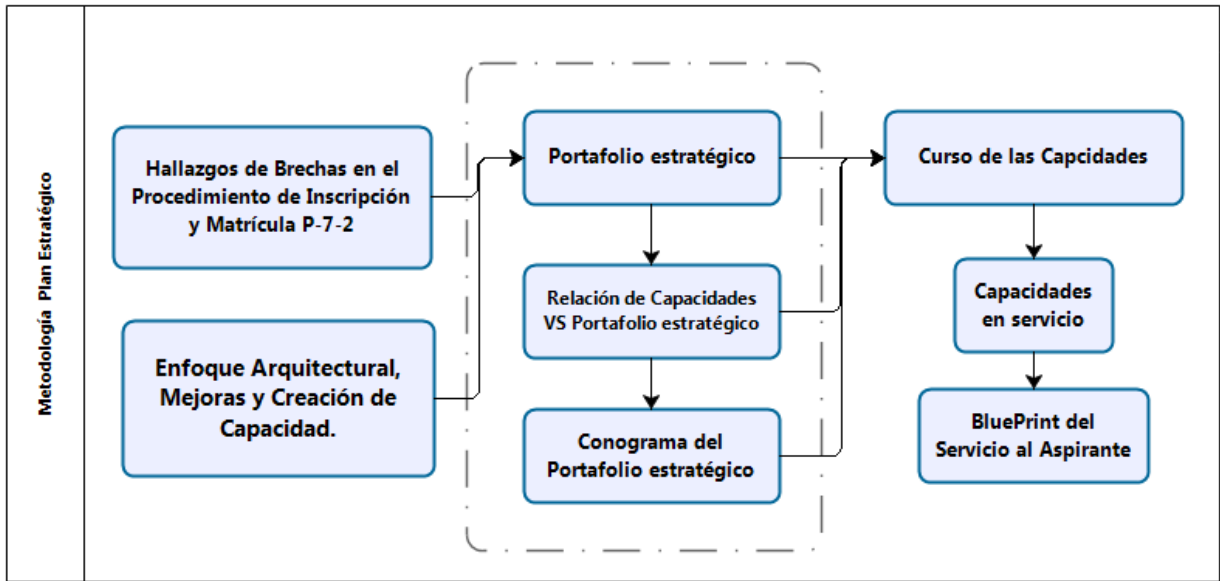 Metodología Plan Estratégico
Hallazgos de Brechas en el
Procedimiento de Inscripción
y Matrícula P-7-2
Enfoque Arquitectural,
Mejoras y Creación de
Capacidad.
Portafolio estratégico
Relación de Capacidades
VS Portafolio estratégico
Conograma del
Portafolio estratégico
Curso de las Capcidades
Capacidades
en servicio
BluePrint del
Servicio al Aspirante